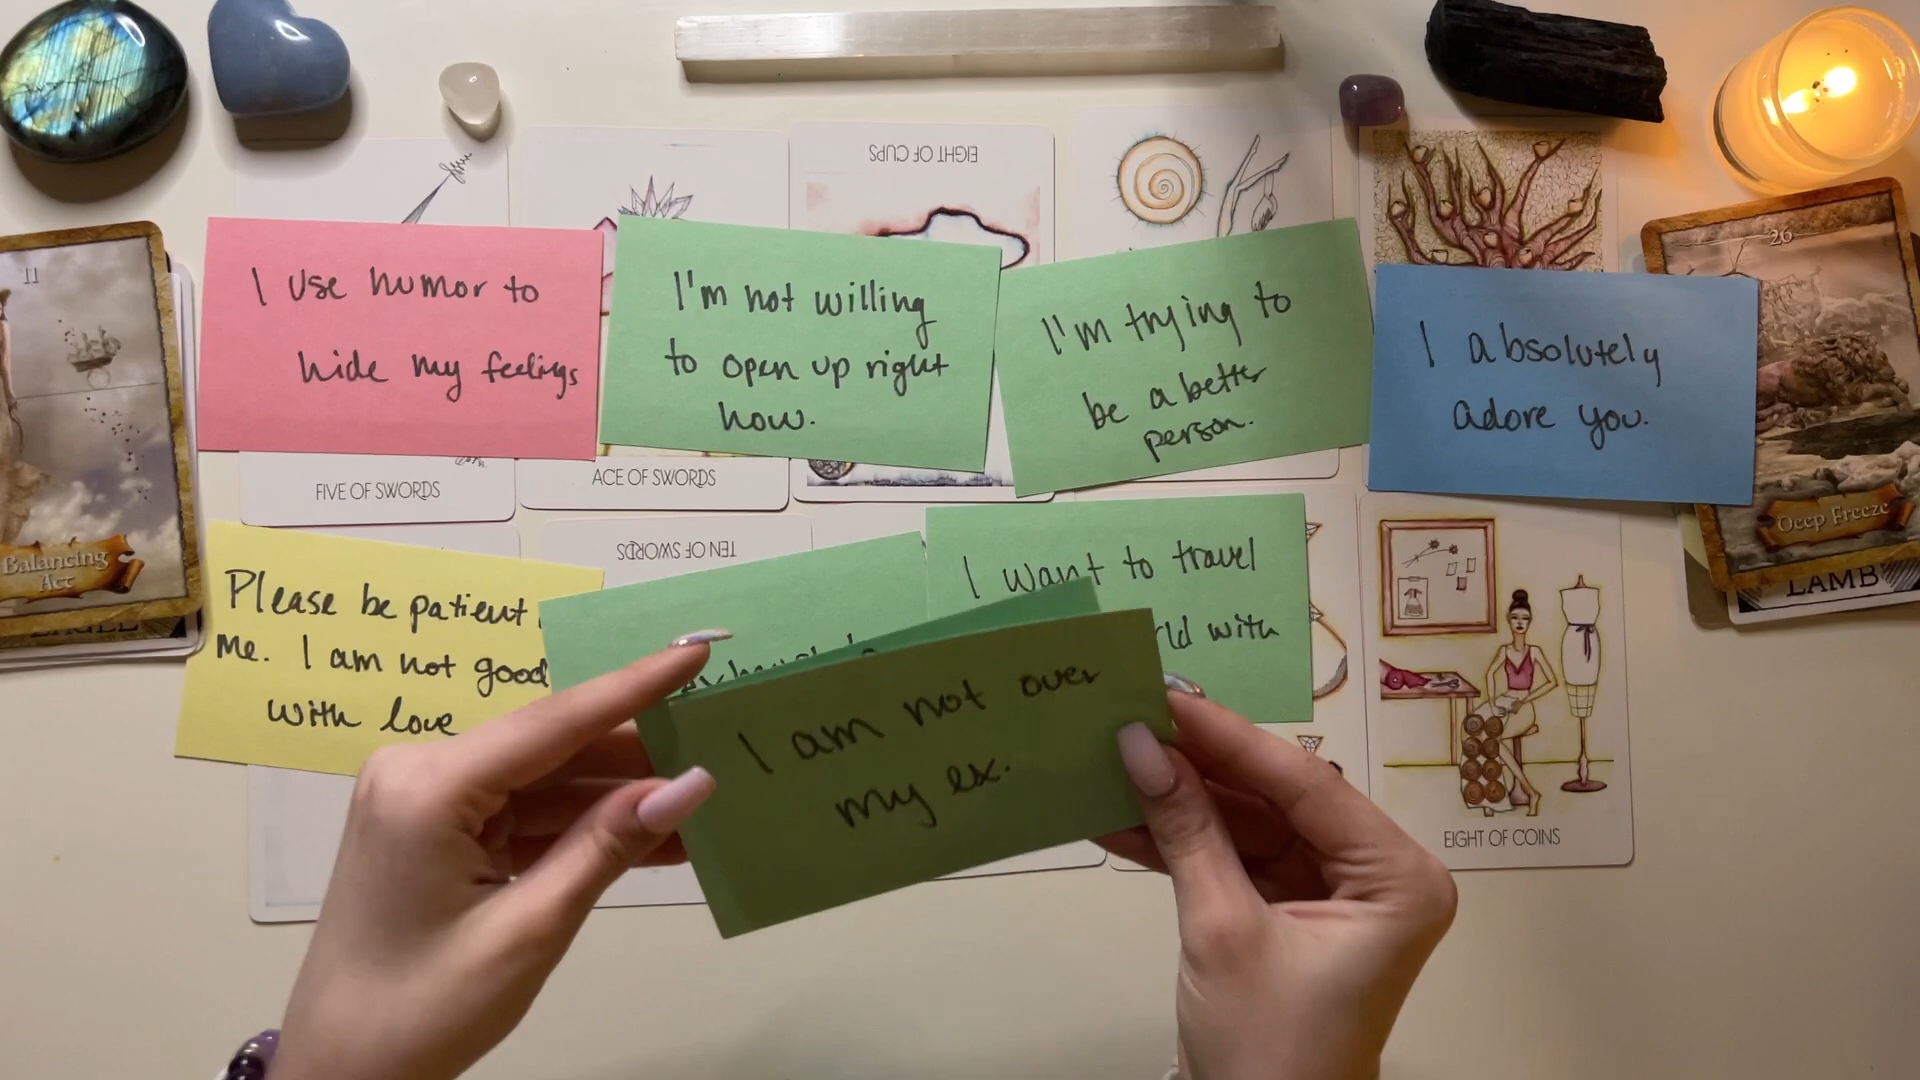 EIGHT OF CUPS
11
26
I use humor to
hide my feelings
I'm not willing
to open up right
now.
I'm trying to
be a better
person.
I absolutely
adore you.
FIVE OF SWORDS
ACE OF SWORDS
Balancing
Act
Deep Freeze
LAMB
TEN OF SWORDS
Please be patient
me. I am not good
with love
I want to travel
with
I am not over
my ex.
EIGHT OF COINS